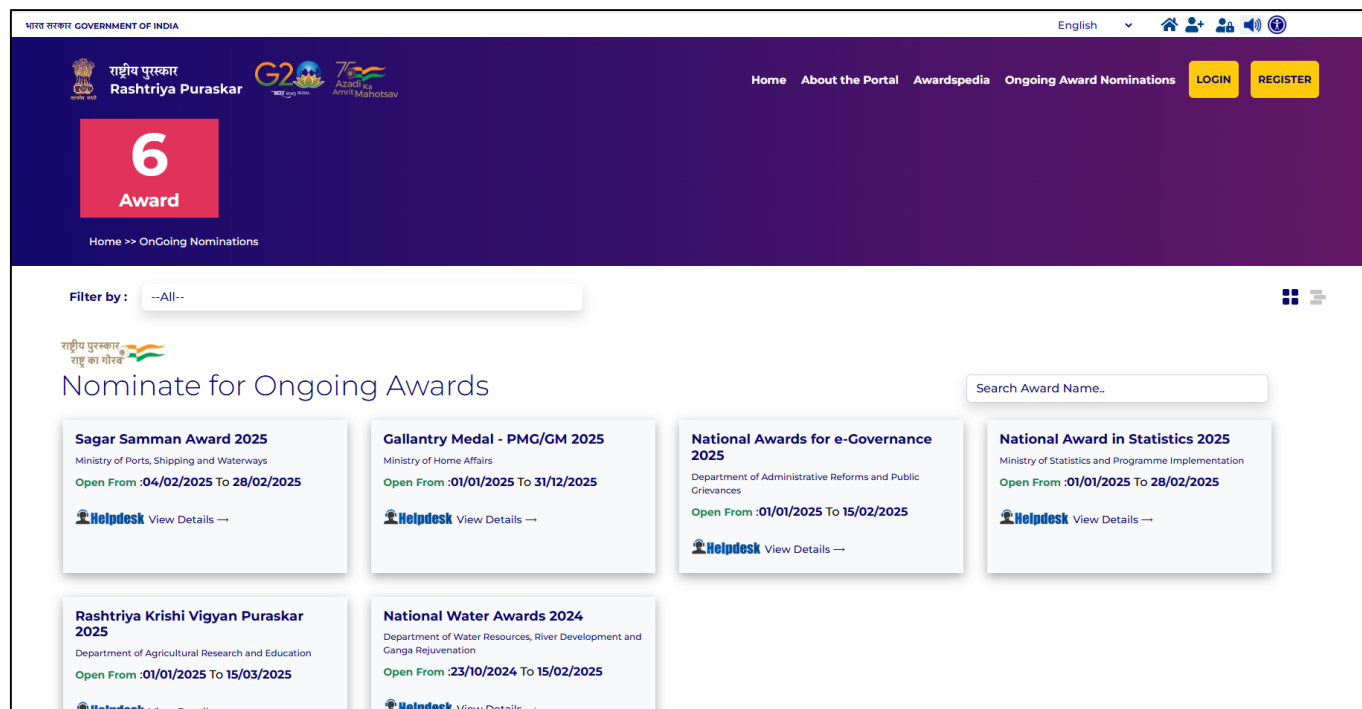 भारत सरकार GOVERNMENT OF INDIA
English
राष्ट्रीय पुरस्कार
Rashtriya Puraskar
G20
75
Azadi Ka
Amrit Mahotsav
Home About the Portal Awardspedia Ongoing Award Nominations LOGIN REGISTER
6
Award
Home >> OnGoing Nominations
Filter by : --All--
राष्ट्रीय पुरस्कार
राष्ट्र का गौरव
Nominate for Ongoing Awards
Search Award Name..
Sagar Samman Award 2025
Ministry of Ports, Shipping and Waterways
Open From :04/02/2025 To 28/02/2025
Helpdesk View Details →
Gallantry Medal - PMG/GM 2025
Ministry of Home Affairs
Open From :01/01/2025 To 31/12/2025
Helpdesk View Details →
National Awards for e-Governance
2025
Department of Administrative Reforms and Public
Grievances
Open From :01/01/2025 To 15/02/2025
Helpdesk View Details →
National Award in Statistics 2025
Ministry of Statistics and Programme Implementation
Open From :01/01/2025 To 28/02/2025
Helpdesk View Details →
Rashtriya Krishi Vigyan Puraskar
2025
Department of Agricultural Research and Education
Open From :01/01/2025 To 15/03/2025
Helpdesk View Details
National Water Awards 2024
Department of Water Resources, River Development and
Ganga Rejuvenation
Open From :23/10/2024 To 15/02/2025
Helpdesk View Details →